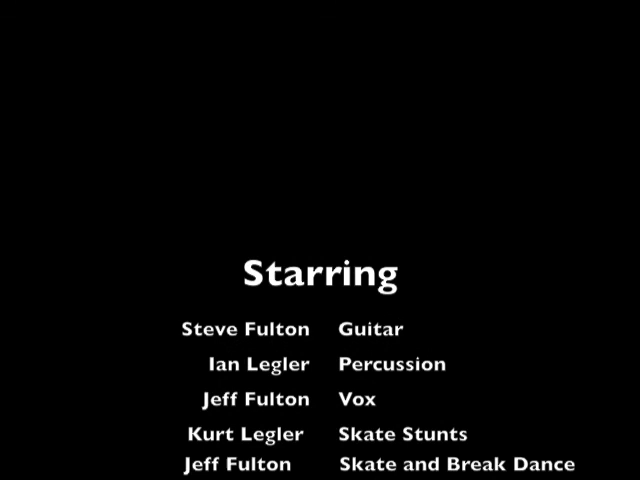 Starring
Steve Fulton Guitar
Ian Legler Percussion
Jeff Fulton Vox
Kurt Legler Skate Stunts
Jeff Fulton Skate and Break Dance